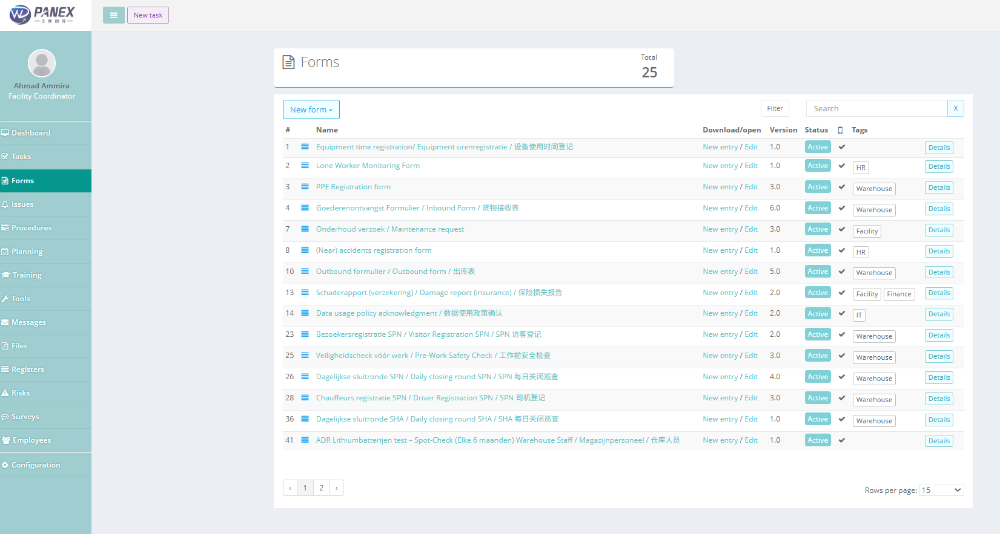 PANEX
泛鼎国际
New task
Ahmad Ammira
Facility Coordinator
Dashboard
Tasks
Forms
Issues
Procedures
Planning
Training
Tools
Messages
Files
Registers
Risks
Surveys
Employees
Configuration
Forms
Total
25
New form
Filter
Search X
# Name Download/open Version Status Tags
1 Equipment time registration/ Equipment urenregistratie / 设备使用时间登记 New entry / Edit 1.0 Active Details
2 Lone Worker Monitoring Form New entry / Edit 1.0 Active HR Details
3 PPE Registration form New entry / Edit 3.0 Active Warehouse Details
4 Goederenontvangst Formulier / Inbound Form / 货物接收表 New entry / Edit 6.0 Active Warehouse Details
7 Onderhoud verzoek / Maintenance request New entry / Edit 3.0 Active Facility Details
8 (Near) accidents registration form New entry / Edit 1.0 Active HR Details
10 Outbound formulier / Outbound form / 出库表 New entry / Edit 5.0 Active Warehouse Details
13 Schaderapport (verzekering) / Damage report (insurance) / 保险损失报告 New entry / Edit 2.0 Active Facility Finance Details
14 Data usage policy acknowledgment / 数据使用政策确认 New entry / Edit 2.0 Active IT Details
23 Bezoekersregistratie SPN / Visitor Registration SPN / SPN 访客登记 New entry / Edit 2.0 Active Warehouse Details
25 Veiligheidscheck vóór werk / Pre-Work Safety Check / 工作前安全检查 New entry / Edit 3.0 Active Warehouse Details
26 Dagelijkse sluitronde SPN / Daily closing round SPN / SPN 每日关闭巡查 New entry / Edit 4.0 Active Warehouse Details
28 Chauffeurs registratie SPN / Driver Registration SPN / SPN 司机登记 New entry / Edit 3.0 Active Warehouse Details
36 Dagelijkse sluitronde SHA / Daily closing round SHA / SHA 每日关闭巡查 New entry / Edit 1.0 Active Warehouse Details
41 ADR Lithiumbatterijen test – Spot-Check (Elke 6 maanden) Warehouse Staff / Magazijnpersoneel / 仓库人员 New entry / Edit 1.0 Active Details
‹ 1 2 ›
Rows per page: 15